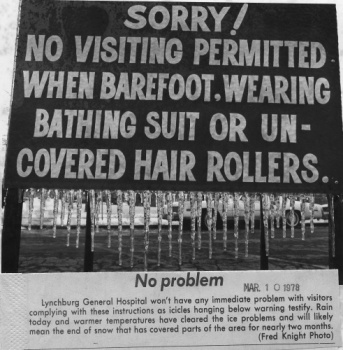 SORRY!
NO VISITING PERMITTED
WHEN BAREFOOT, WEARING
BATHING SUIT OR UN-
COVERED HAIR ROLLERS.
No problem
MAR. 10 1978
Lynchburg General Hospital won't have any immediate problem with visitors
complying with these instructions as icicles hanging below warning testify. Rain
today and warmer temperatures have cleared the ice problems and will likely
mean the end of snow that has covered parts of the area for nearly two months.
(Fred Knight Photo)